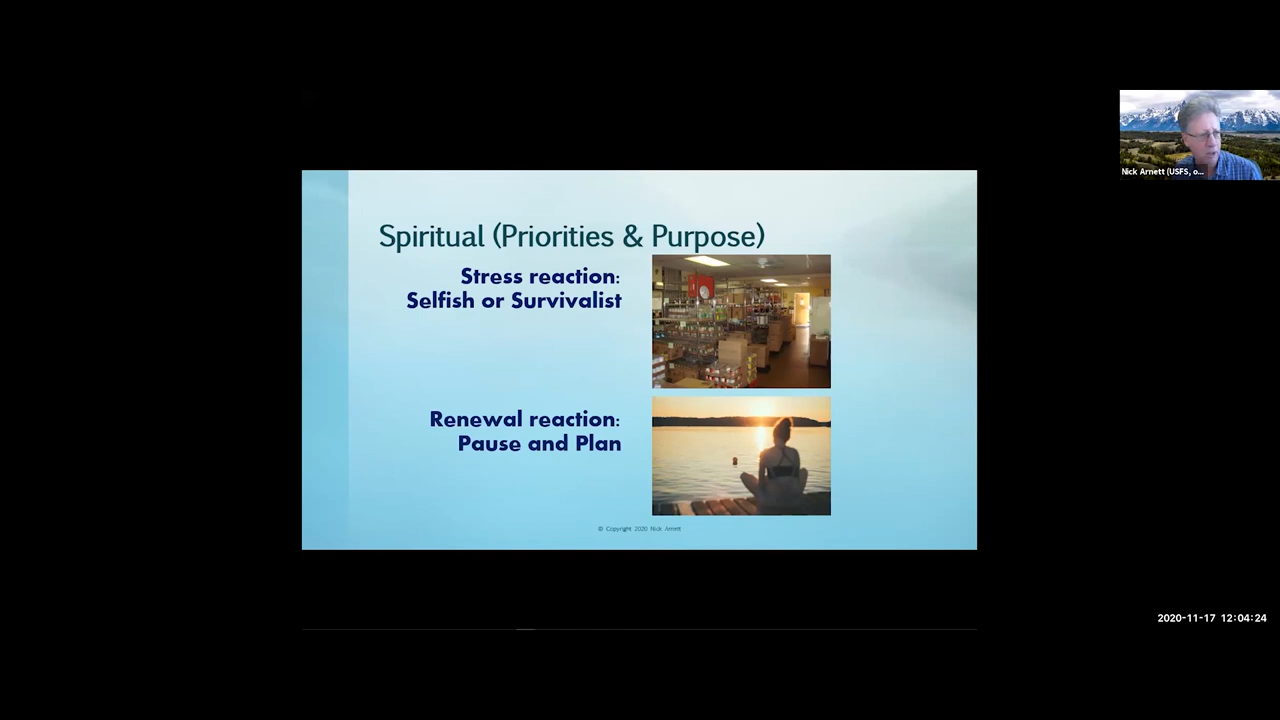 Spiritual (Priorities & Purpose)
Stress reaction:
Selfish or Survivalist
Renewal reaction:
Pause and Plan
© Copyright 2020 Nick Arnett
Nick Arnett (USFS, o...
2020-11-17 12:04:24